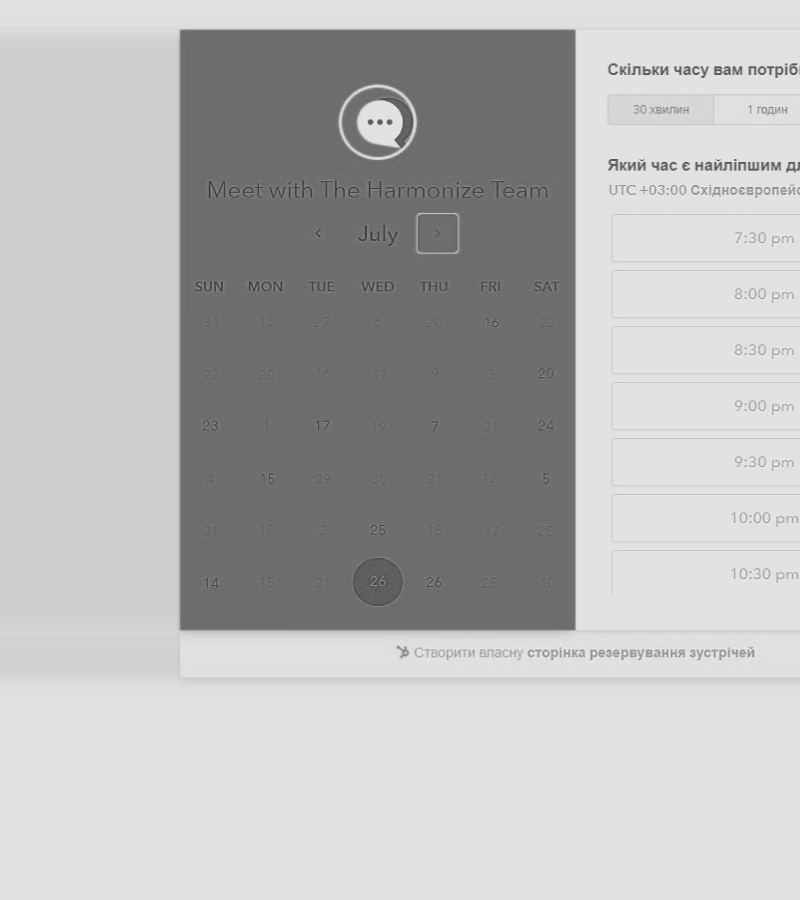 Meet with The Harmonize Team
July
SUN MON TUE WED THU FRI SAT
31 13 27 6 20 16 22
22 20 16 17 9 3 20
23 1 17 19 7 21 24
4 15 29 30 21 12 5
21 13 2 25 15 17 25
14 15 21 26 26 25 10
Скільки часу вам потріб
30 хвилин 1 годин
Який час є найліпшим д
UTC +03:00 Східноєвропейс
7:30 pm
8:00 pm
8:30 pm
9:00 pm
9:30 pm
10:00 pm
10:30 pm
Створити власну сторінка резервування зустрічей